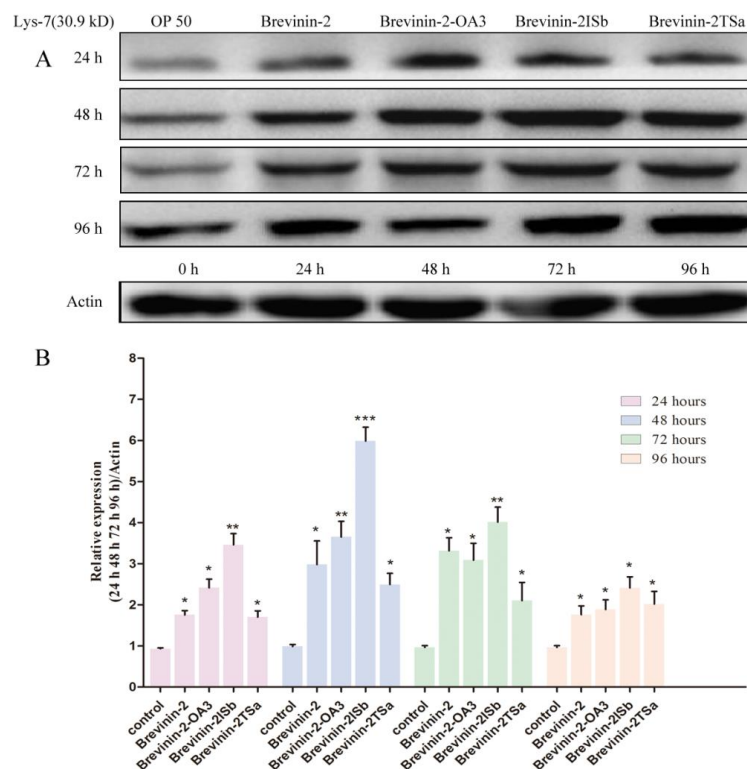 Lys-7(30.9 kD) OP 50 Brevinin-2 Brevinin-2-OA3 Brevinin-2ISb Brevinin-2TSa
A
24 h
48 h
72 h
96 h
0 h 24 h 48 h 72 h 96 h
Actin
B
Relative expression
(24 h 48 h 72 h 96 h)/Actin
8
7
6
5
4
3
2
1
0
* * ** *
* ** *** *
* * ** *
* * * *
24 hours
48 hours
72 hours
96 hours
control Brevinin-2 Brevinin-2-OA3 Brevinin-2ISb Brevinin-2TSa
control Brevinin-2 Brevinin-2-OA3 Brevinin-2ISb Brevinin-2TSa
control Brevinin-2 Brevinin-2-OA3 Brevinin-2ISb Brevinin-2TSa
control Brevinin-2 Brevinin-2-OA3 Brevinin-2ISb Brevinin-2TSa